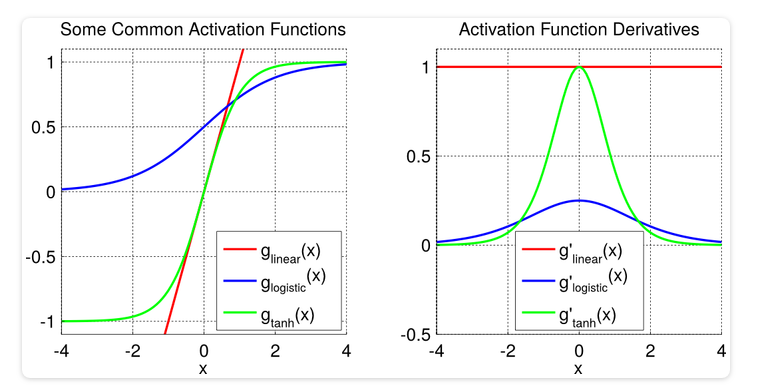 Some Common Activation Functions
1
0.5
0
-0.5
-1
-4 -2 0 2 4
x
g_linear(x)
g_logistic(x)
g_tanh(x)
Activation Function Derivatives
1
0.5
0
-0.5
-4 -2 0 2 4
x
g'_linear(x)
g'_logistic(x)
g'_tanh(x)